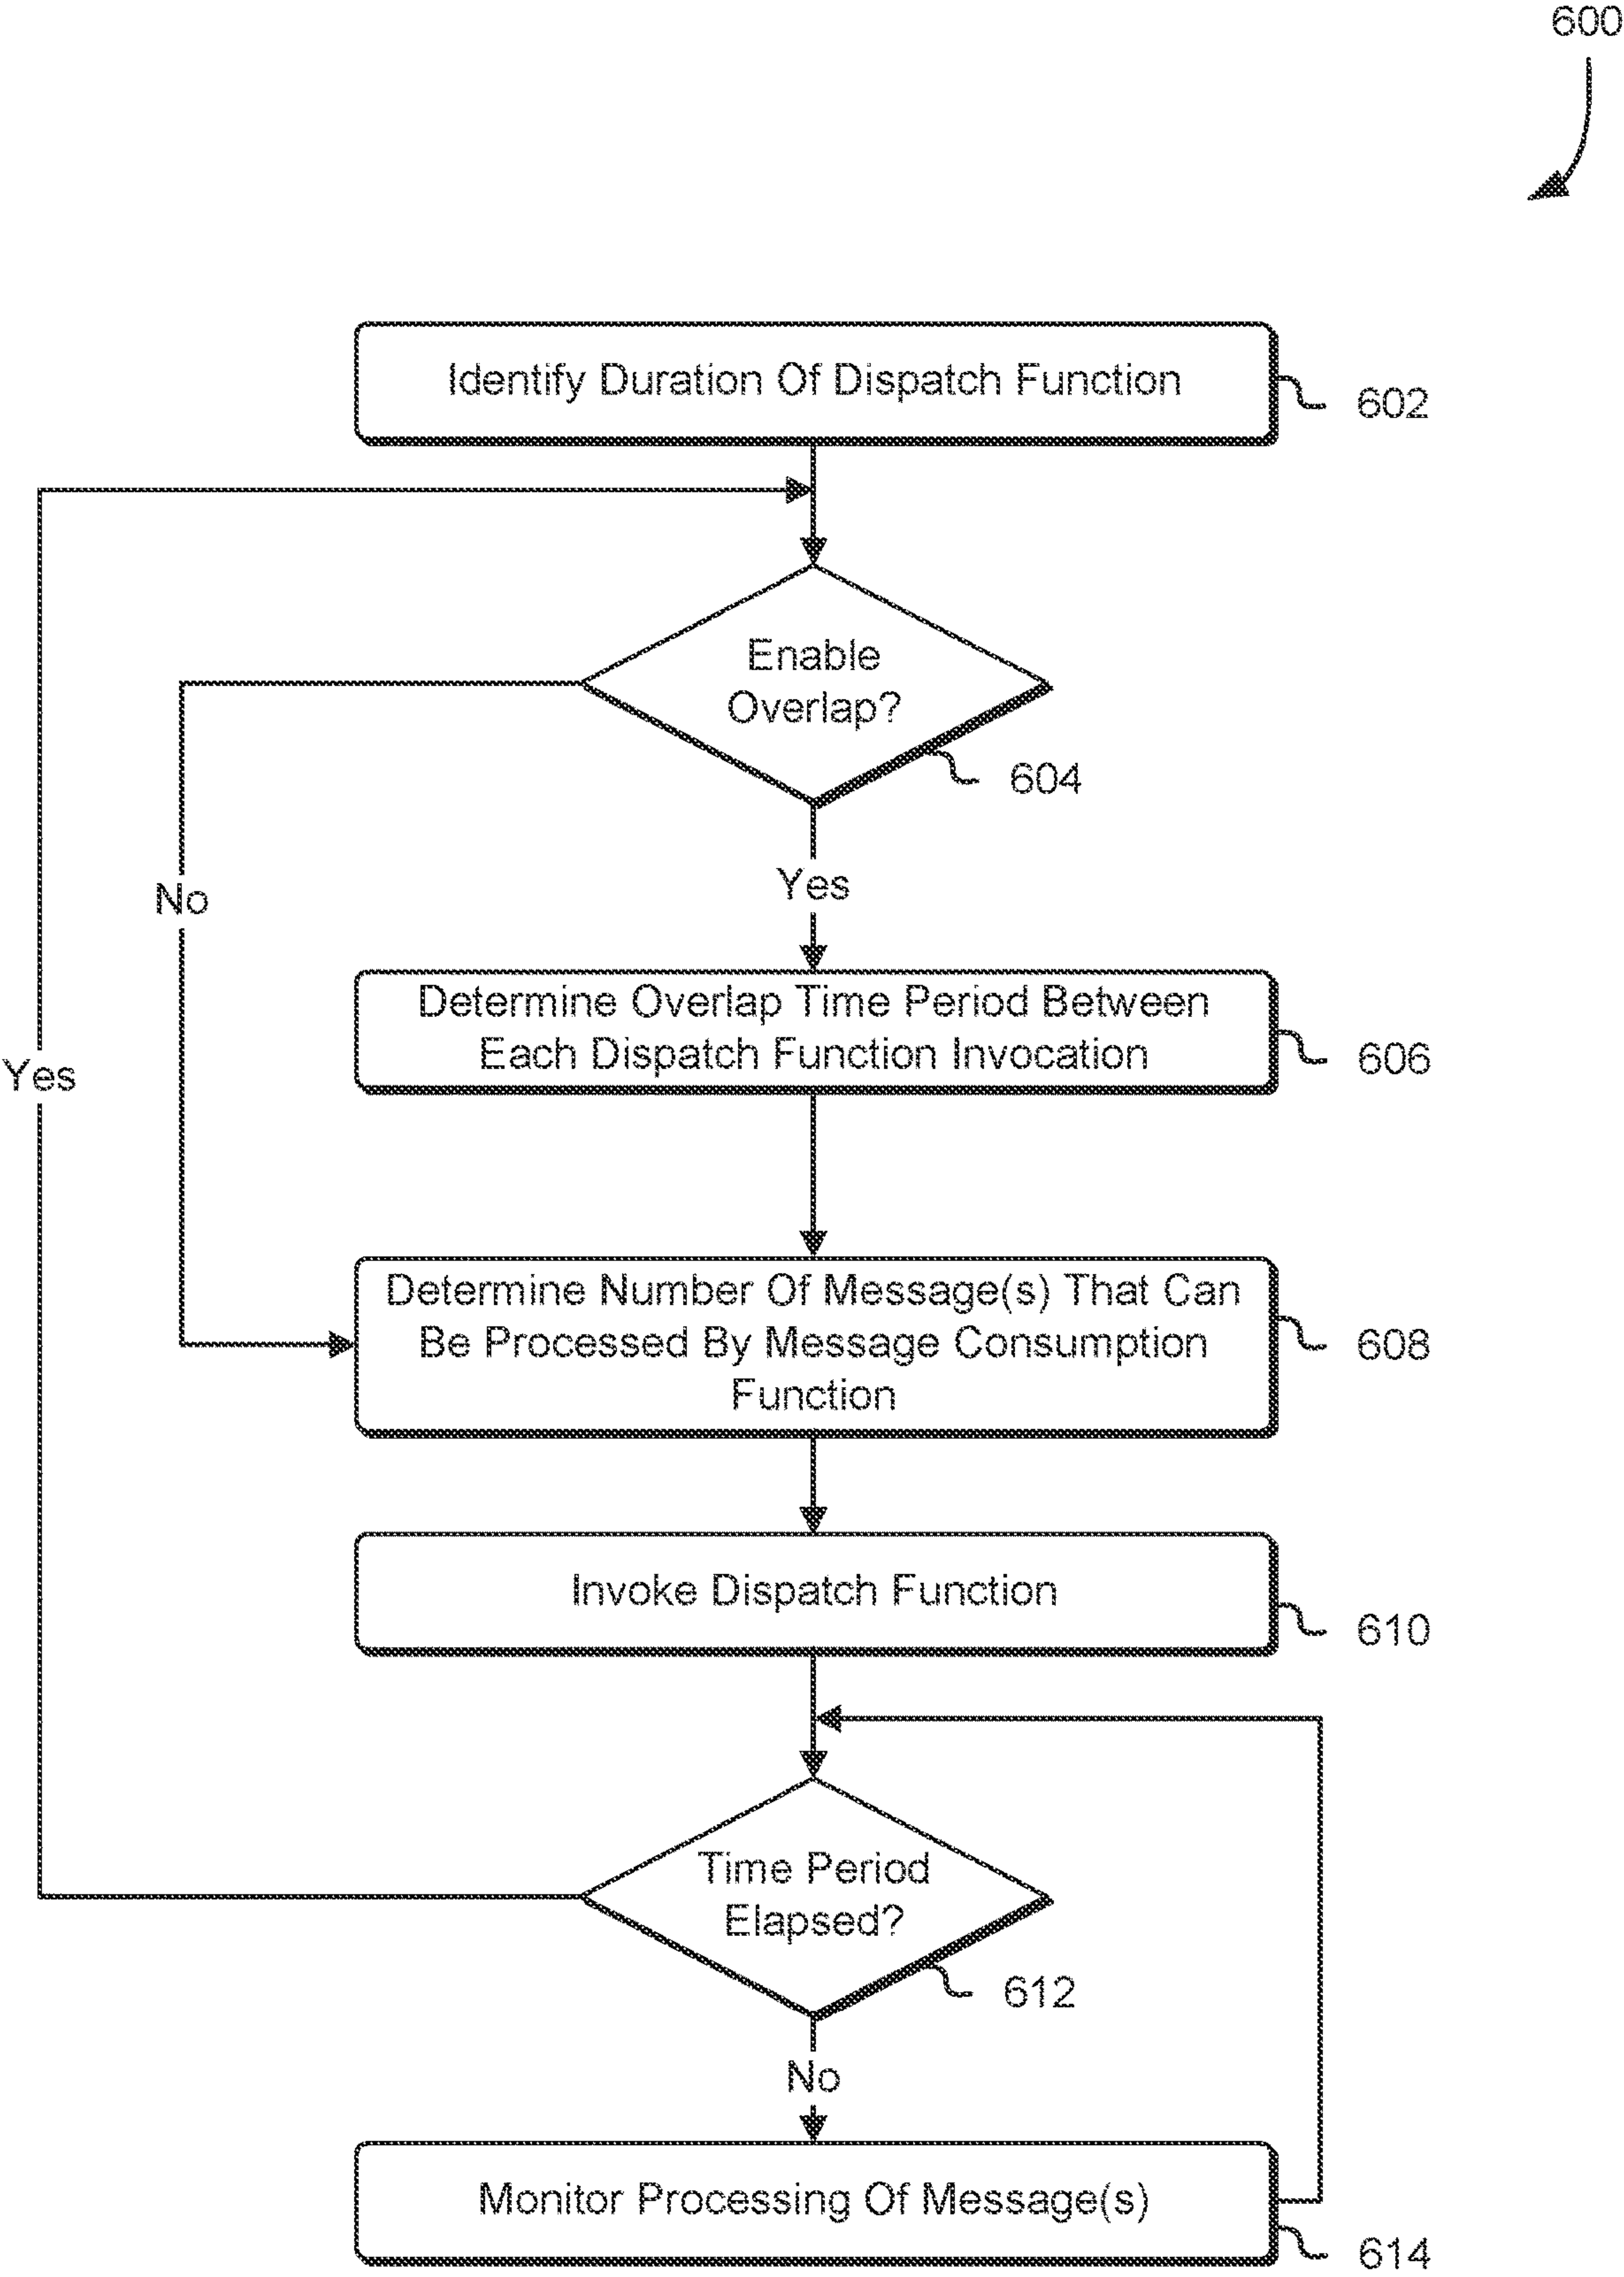 600
Identify Duration Of Dispatch Function
602
Enable
Overlap?
604
Yes
No
Determine Overlap Time Period Between
Each Dispatch Function Invocation
606
Yes
Determine Number Of Message(s) That Can
Be Processed By Message Consumption
Function
608
Invoke Dispatch Function
610
Time Period
Elapsed?
612
No
Monitor Processing Of Message(s)
614